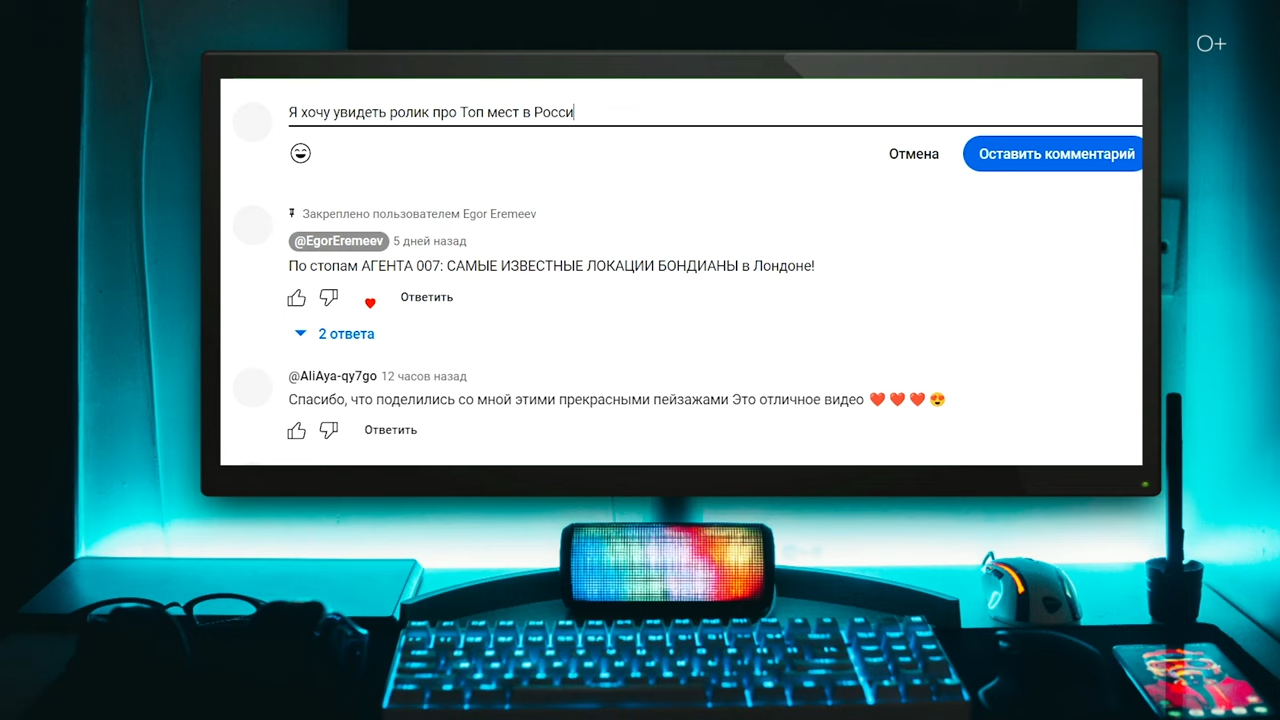 0+
Я хочу увидеть ролик про Топ мест в Росси
Отмена
Оставить комментарий
Закреплено пользователем Egor Eremeev
@EgorEremeev 5 дней назад
По стопам АГЕНТА 007: САМЫЕ ИЗВЕСТНЫЕ ЛОКАЦИИ БОНДИАНЫ в Лондоне!
Ответить
2 ответа
@AliAya-qy7go 12 часов назад
Спасибо, что поделились со мной этими прекрасными пейзажами Это отличное видео ❤️ ❤️ ❤️ 😍
Ответить